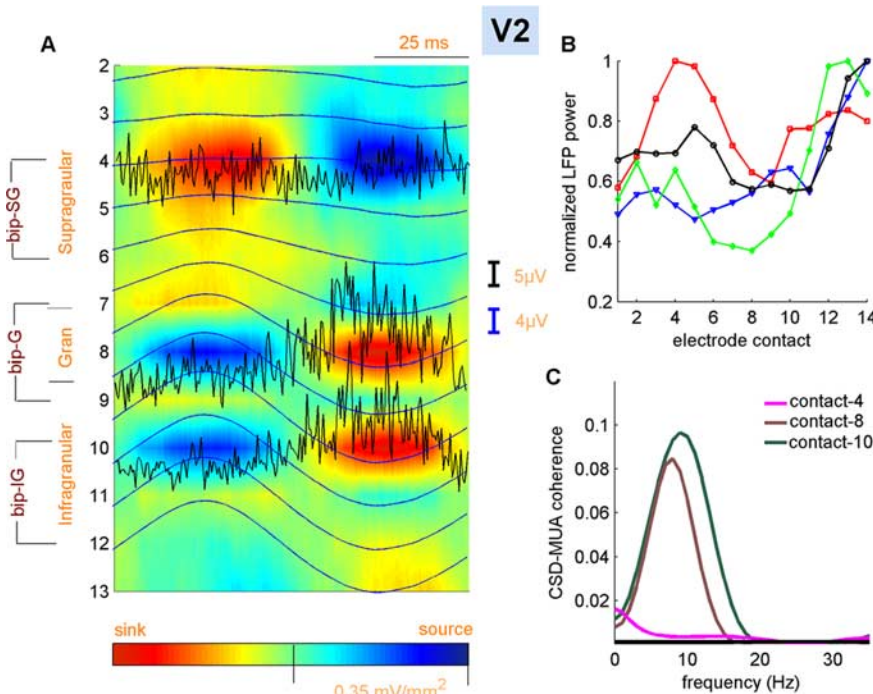 V2
A
25 ms
2
3
4
5
6
7
8
9
10
11
12
13
bip-SG
Supragraular
bip-G
Gran
bip-IG
Infragranular
5µV
4µV
sink
source
0.35 mV/mm²
B
normalized LFP power
1
0.8
0.6
0.4
0.2
2 4 6 8 10 12 14
electrode contact
C
CSD-MUA coherence
0.1
0.08
0.06
0.04
0.02
contact-4
contact-8
contact-10
0 10 20 30
frequency (Hz)